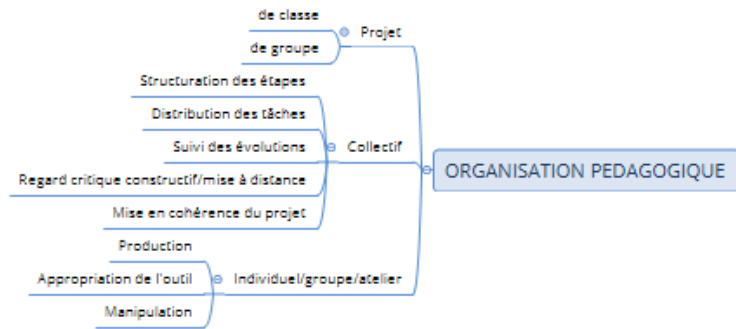 de classe
de groupe
Projet
Structuration des étapes
Distribution des tâches
Suivi des évolutions
Regard critique constructif/mise à distance
Mise en cohérence du projet
Collectif
Production
Appropriation de l'outil
Manipulation
Individuel/groupe/atelier
ORGANISATION PEDAGOGIQUE